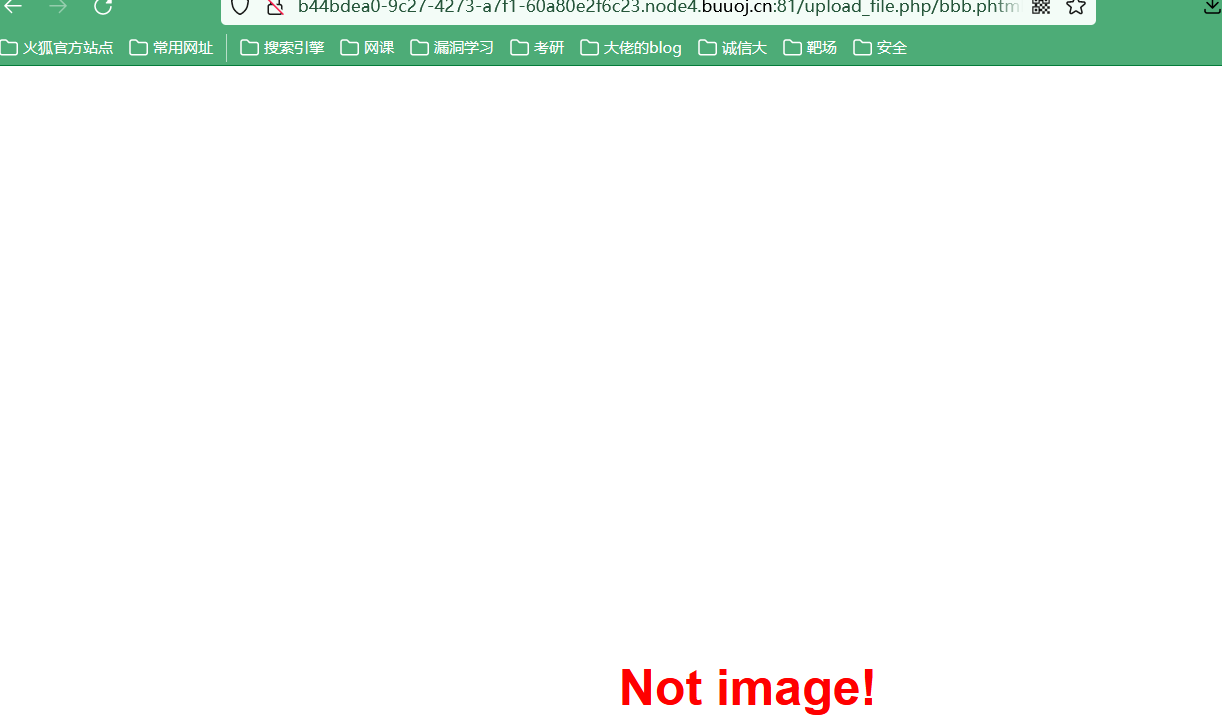 b44bdea0-9c27-4273-a7f1-60a80e2f6c23.node4.buuoj.cn:81/upload_file.php/bbb.phtml
火狐官方站点 常用网址 搜索引擎 网课 漏洞学习 考研 大佬的blog 诚信大 靶场 安全
Not image!